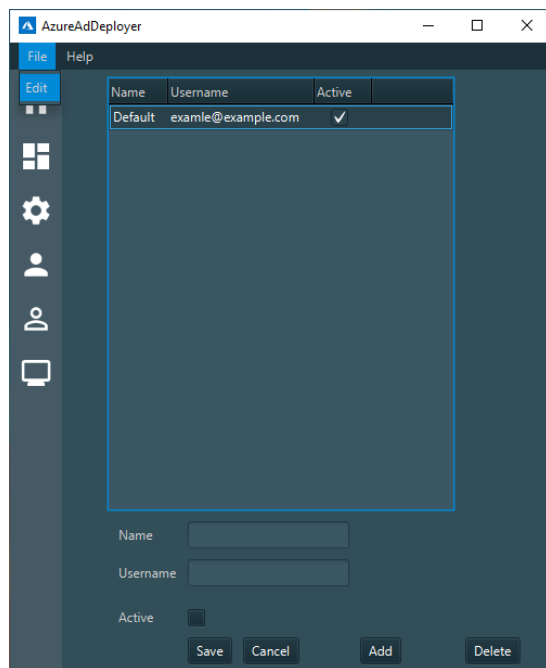 AzureAdDeployer
File Help
Edit
Name Username Active
Default examle@example.com
Name
Username
Active
Save Cancel Add Delete